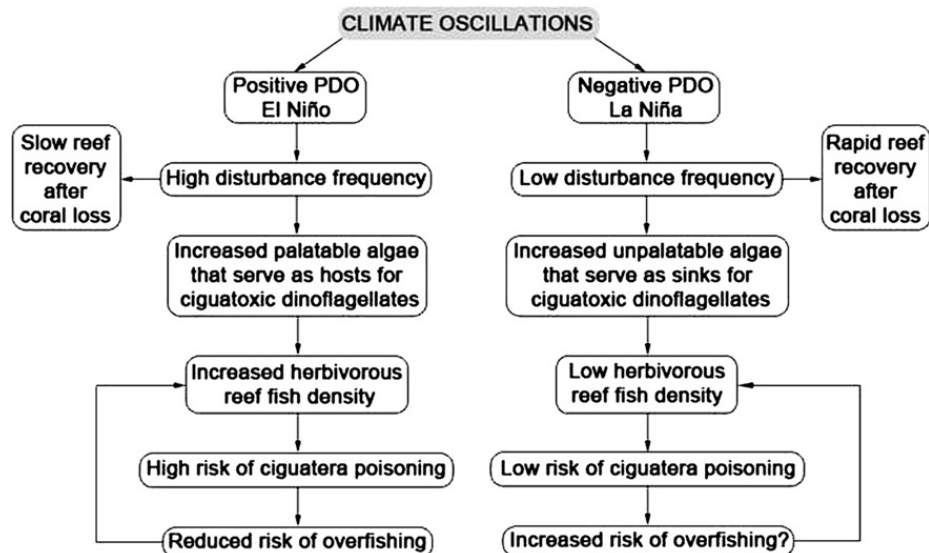 CLIMATE OSCILLATIONS
Positive PDO
El Niño
Negative PDO
La Niña
Slow reef
recovery
after
coral loss
High disturbance frequency
Low disturbance frequency
Rapid reef
recovery
after
coral loss
Increased palatable algae
that serve as hosts for
ciguatoxic dinoflagellates
Increased unpalatable algae
that serve as sinks for
ciguatoxic dinoflagellates
Increased herbivorous
reef fish density
Low herbivorous
reef fish density
High risk of ciguatera poisoning
Low risk of ciguatera poisoning
Reduced risk of overfishing
Increased risk of overfishing?